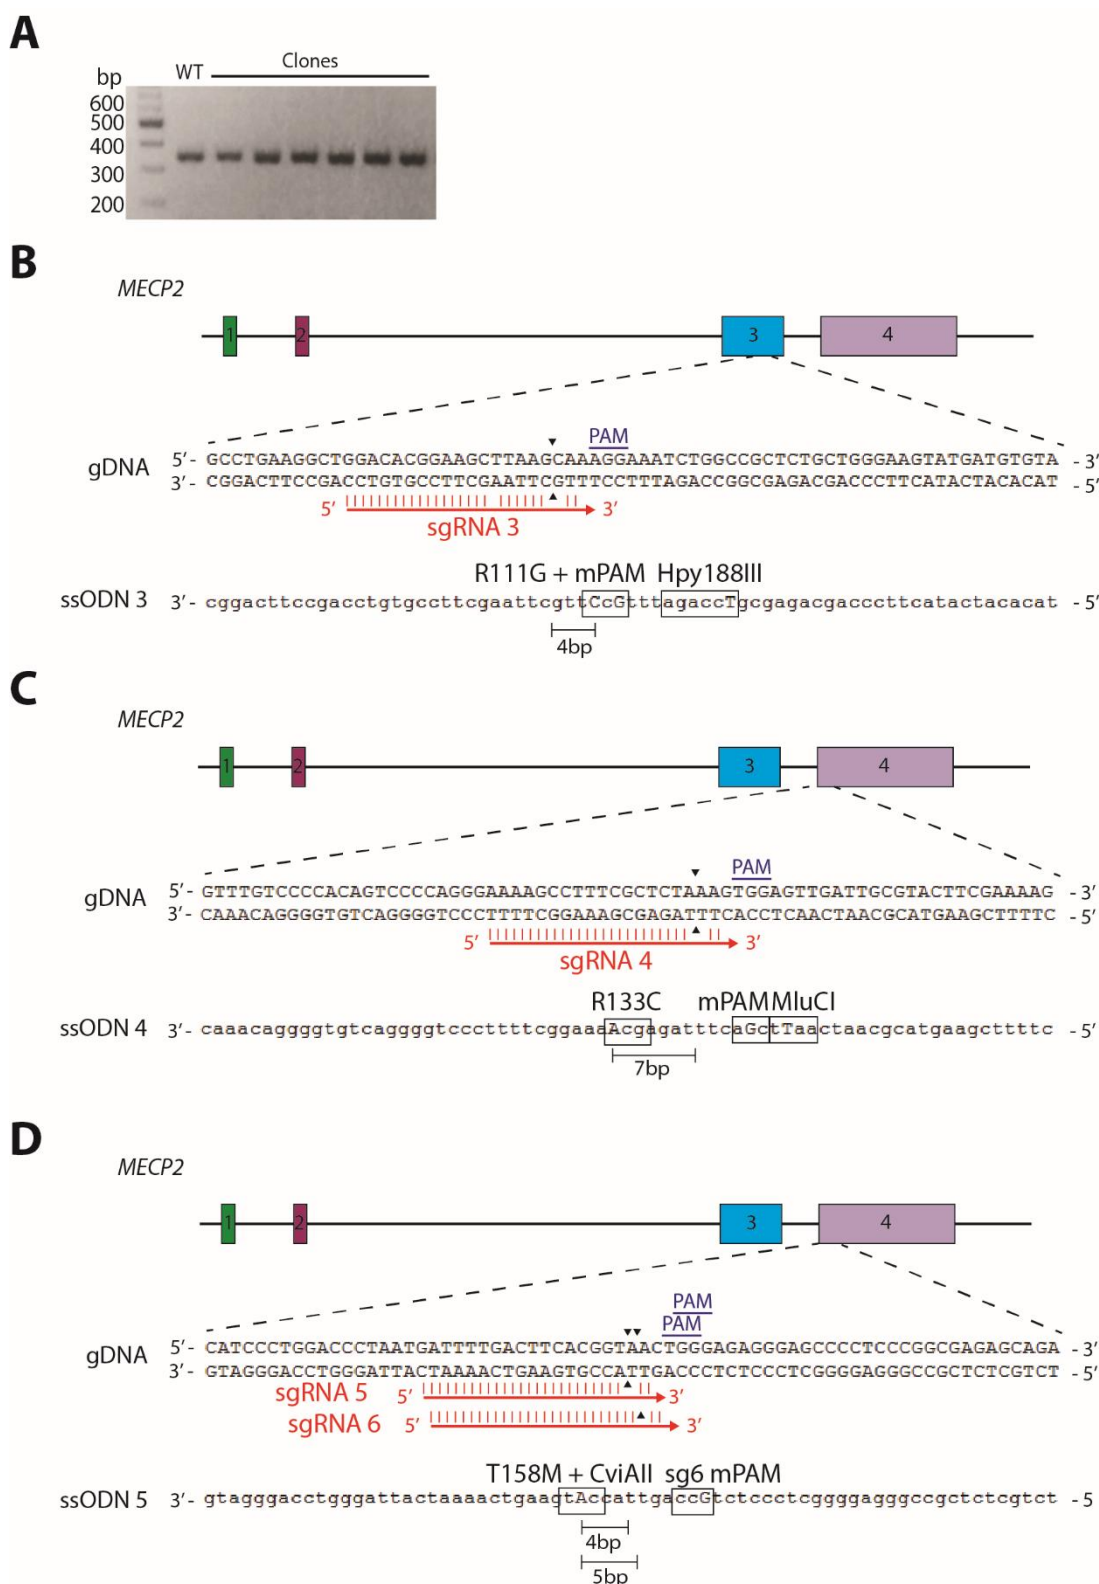 A
WT Clones
bp
600
500
400
300
200
B
MECP2
1 2 3 4
PAM
gDNA 5’- GCCTGAAGGCTGGACACGGAAGCTTAAGCAAAGGAAATCTGGCCGCTCTGCTGGGAAGTATGATGTGTA -3’
3’- CGGACTTCCGACCTGTGCCTTCGAATTCGTTTCCTTTAGACCGGCGAGACGACCCTTCATACTACACAT -5’
5’ 3’
sgRNA 3
R111G + mPAM Hpy188III
ssODN 3 3’- cggacttccgacctgtgccttcgaattcgttCcGtttagaccTgcgagacgacccttcatactacacat -5’
4bp
C
MECP2
1 2 3 4
PAM
gDNA 5’- GTTTGTCCCCACAGTCCCCAGGGAAAAGCCTTTCGCTCTAAAGTGGAGTTGATTGCGTACTTCGAAAAG -3’
3’- CAAACAGGGGTGTCAGGGGTCCCTTTTCGGAAAGCGAGATTTCACCTCAACTAACGCATGAAGCTTTTC -5’
5’ 3’
sgRNA 4
R133C mPAM MluCI
ssODN 4 3’- caaacaggggtgtcaggggtcccttttcggaaaAcgagatttcaGctTaactaacgcatgaagcttttc -5’
7bp
D
MECP2
1 2 3 4
PAM
PAM
gDNA 5’- CATCCCTGGACCCTAATGATTTTGACTTCACGGTAACTGGGAGAGGGAGCCCCTCCCGGCGAGAGCAGA -3’
3’- GTAGGGACCTGGGATTACTAAAACTGAAGTGCCATTGACCCTCTCCCTCGGGGAGGGCCGCTCTCGTCT -5’
sgRNA 5 5’ 3’
sgRNA 6 5’ 3’
T158M + CviAII sg6 mPAM
ssODN 5 3’- gtagggacctgggattactaaaactgaagtAccattgaccGtctccctcggggagggccgctctcgtct -5
4bp
5bp